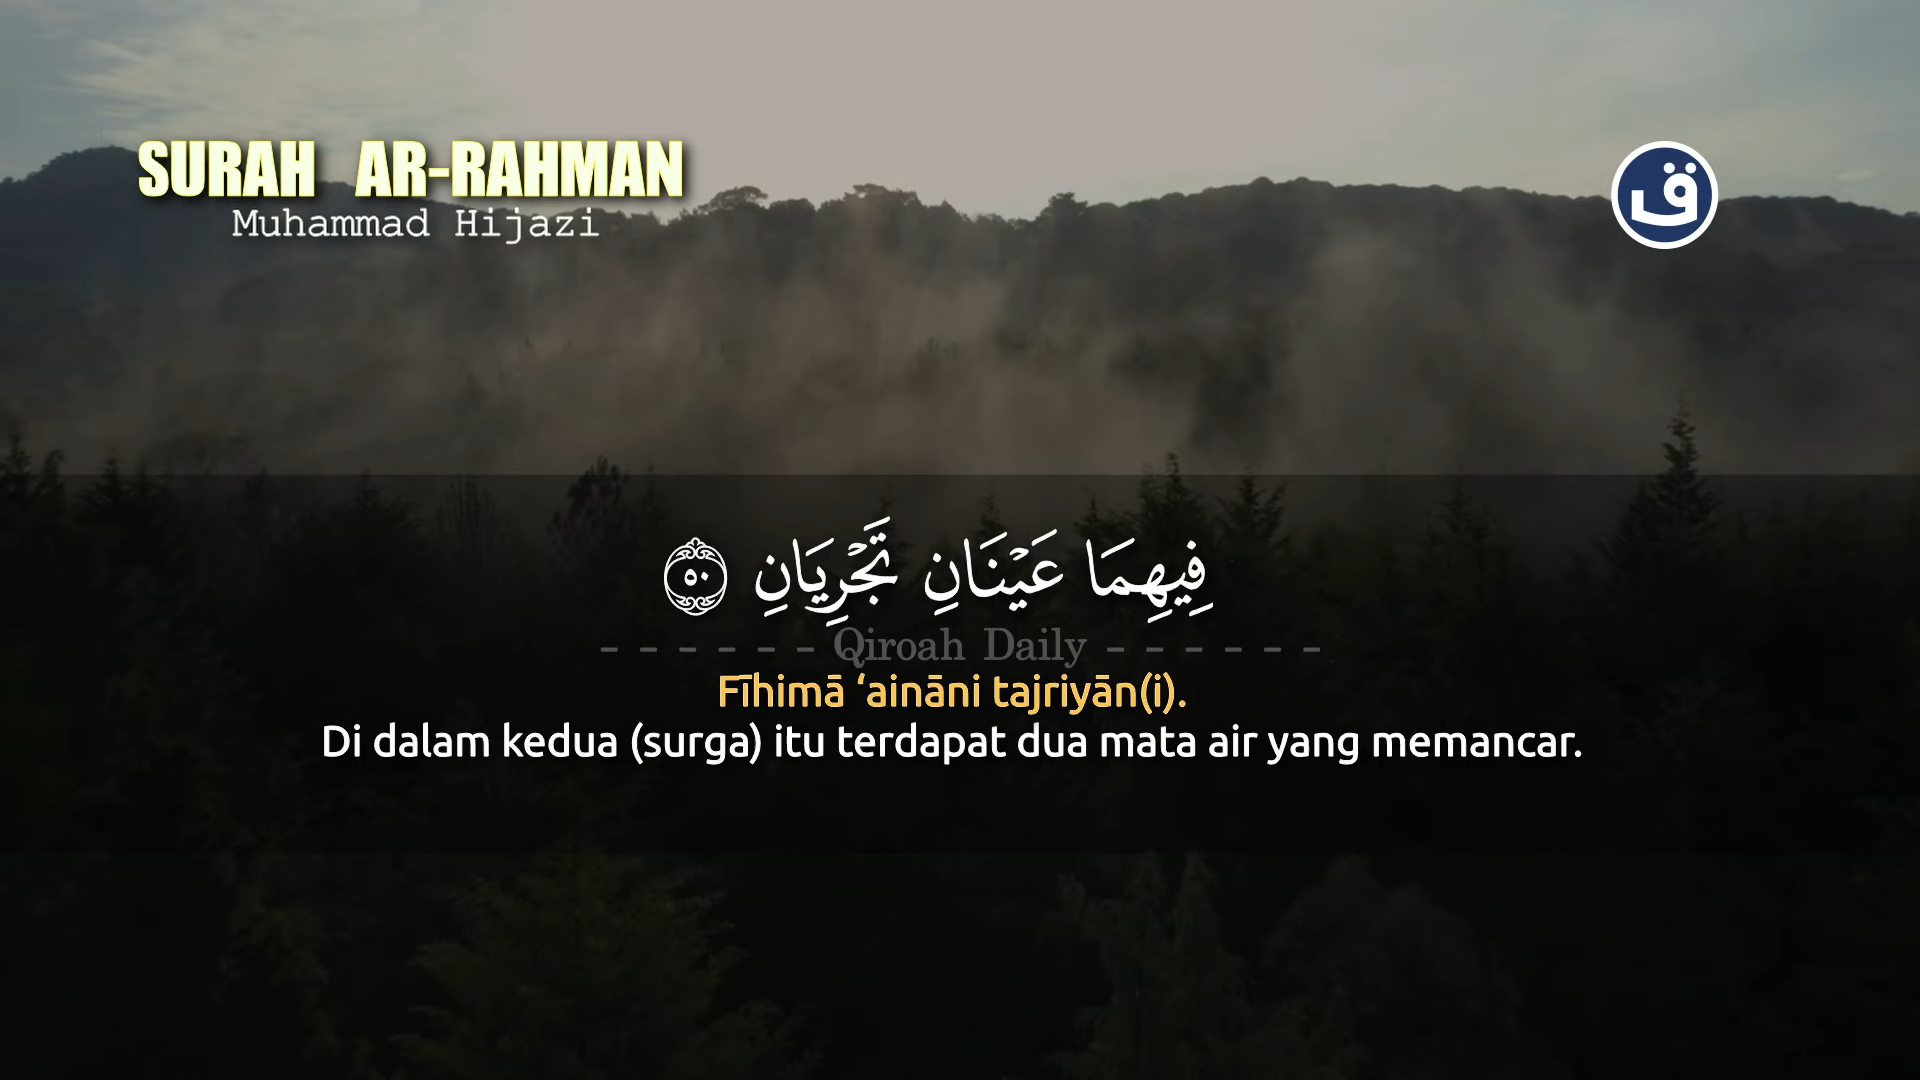 SURAH AR-RAHMAN
Muhammad Hijazi
ق
فِيهِمَا عَيْنَانِ تَجْرِيَانِ ٥٠
- - - - - - Qiroah Daily - - - - - -
Fīhimā ‘aināni tajriyān(i).
Di dalam kedua (surga) itu terdapat dua mata air yang memancar.